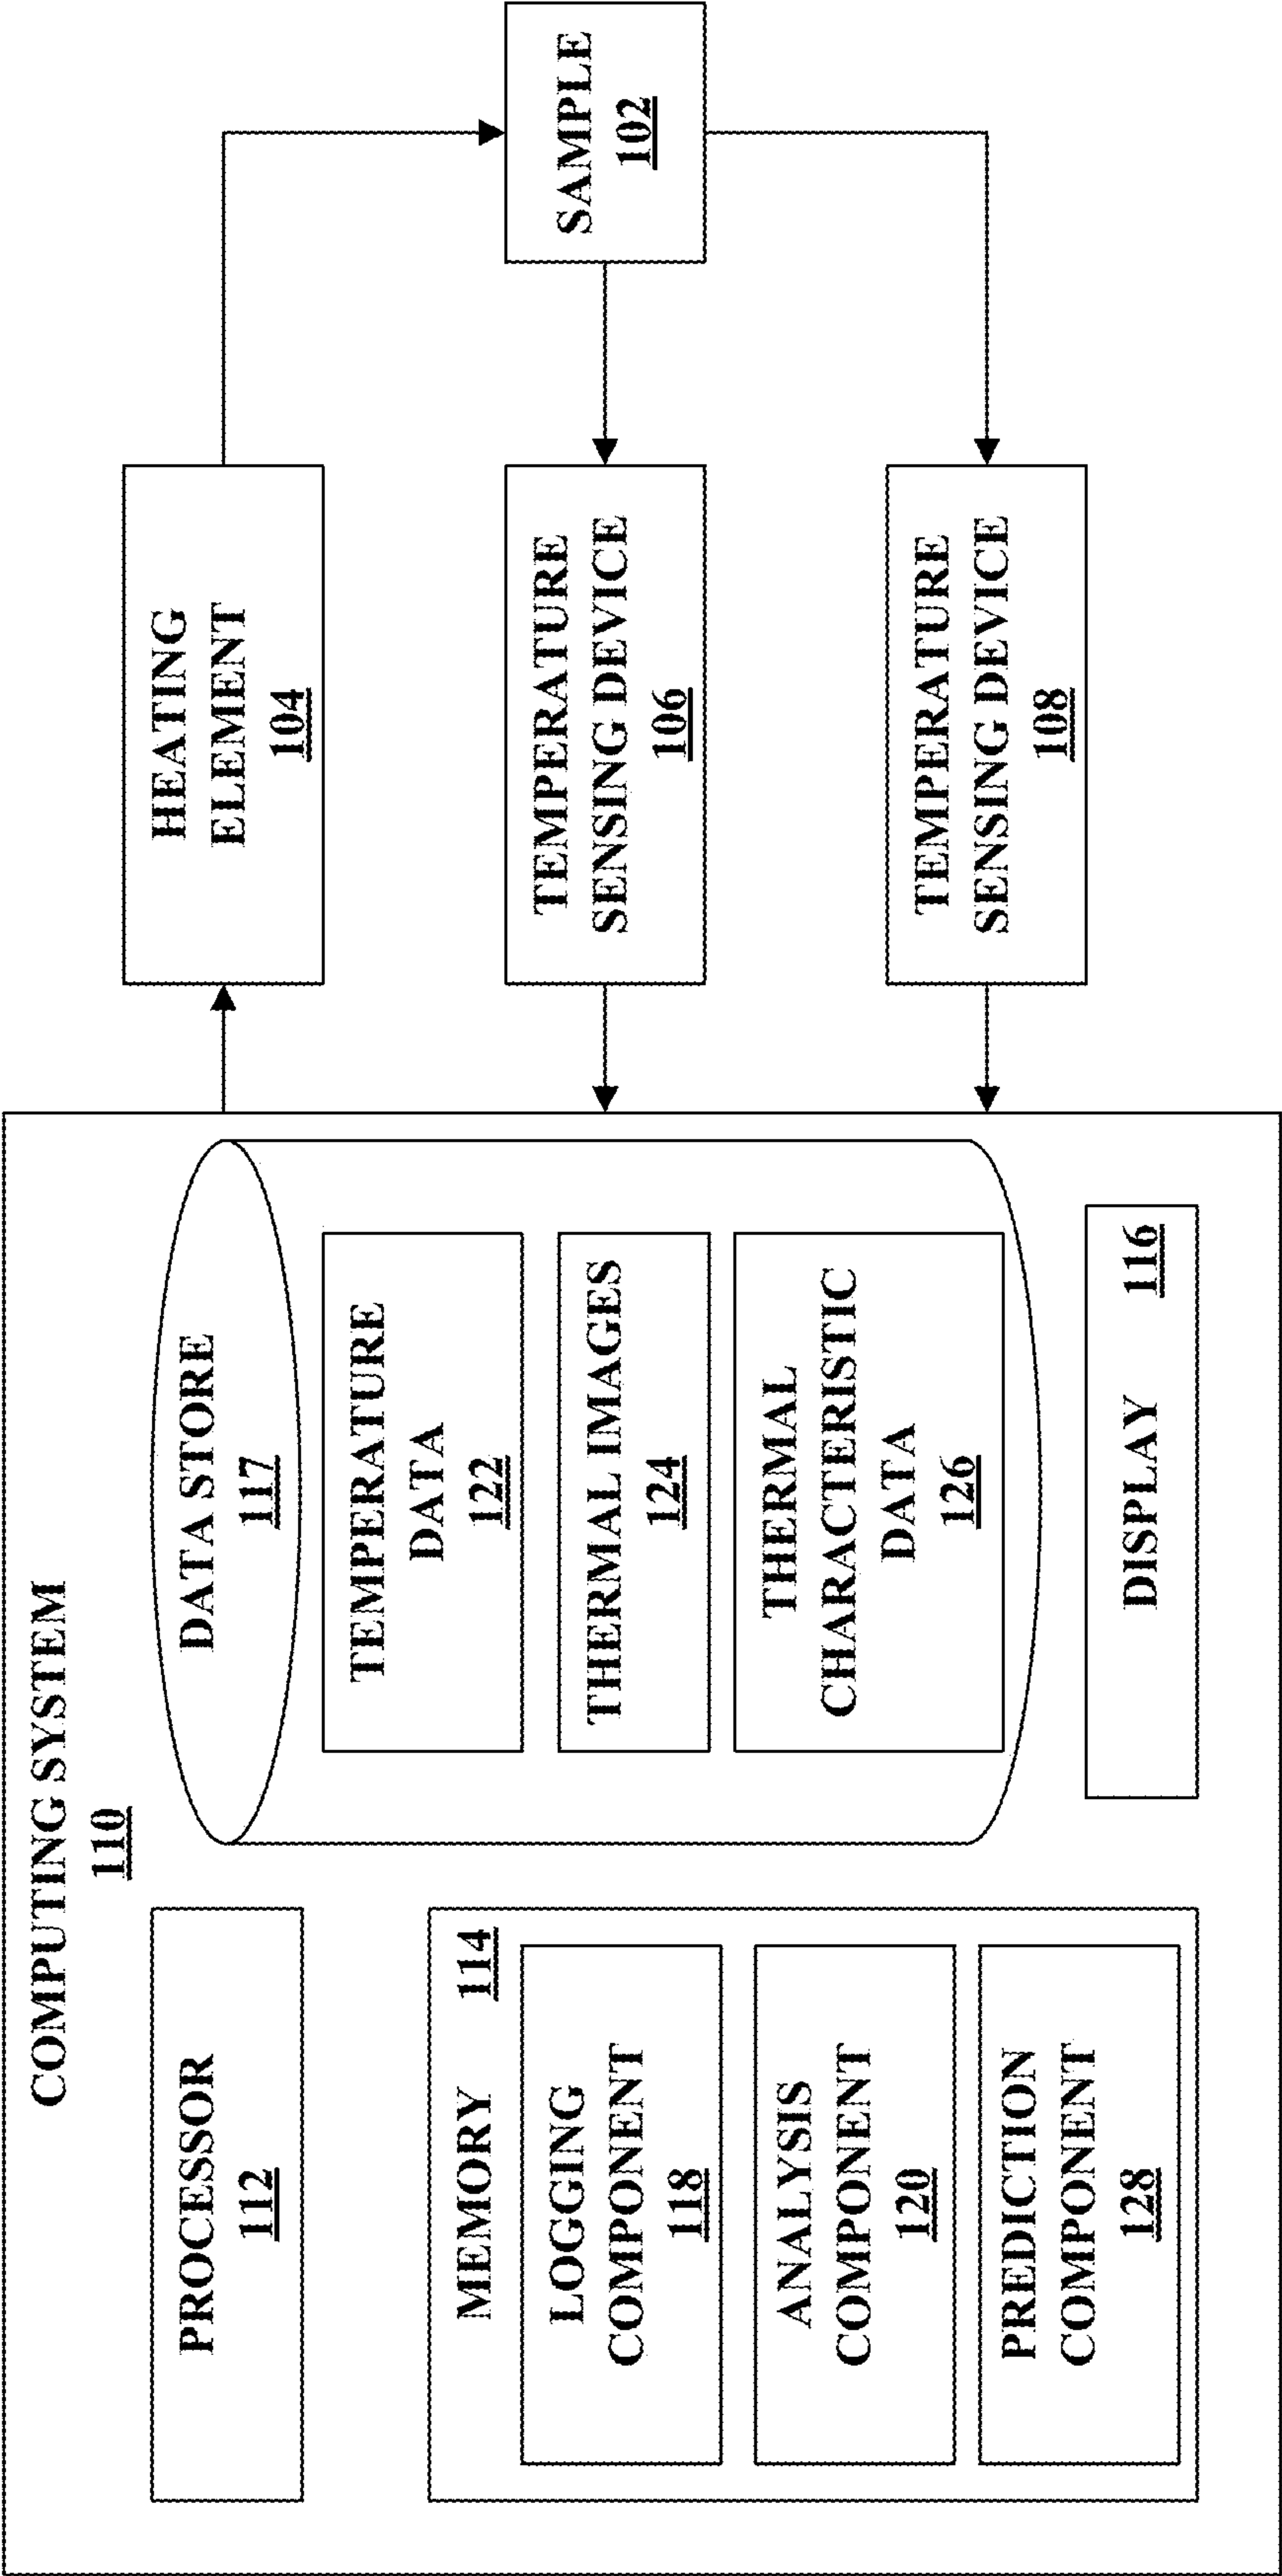 COMPUTING SYSTEM
110
PROCESSOR
112
MEMORY 114
LOGGING
COMPONENT
118
ANALYSIS
COMPONENT
120
PREDICTION
COMPONENT
128
DATA STORE
117
TEMPERATURE
DATA
122
THERMAL IMAGES
124
THERMAL
CHARACTERISTIC
DATA
126
DISPLAY 116
HEATING
ELEMENT
104
TEMPERATURE
SENSING DEVICE
106
TEMPERATURE
SENSING DEVICE
108
SAMPLE
102